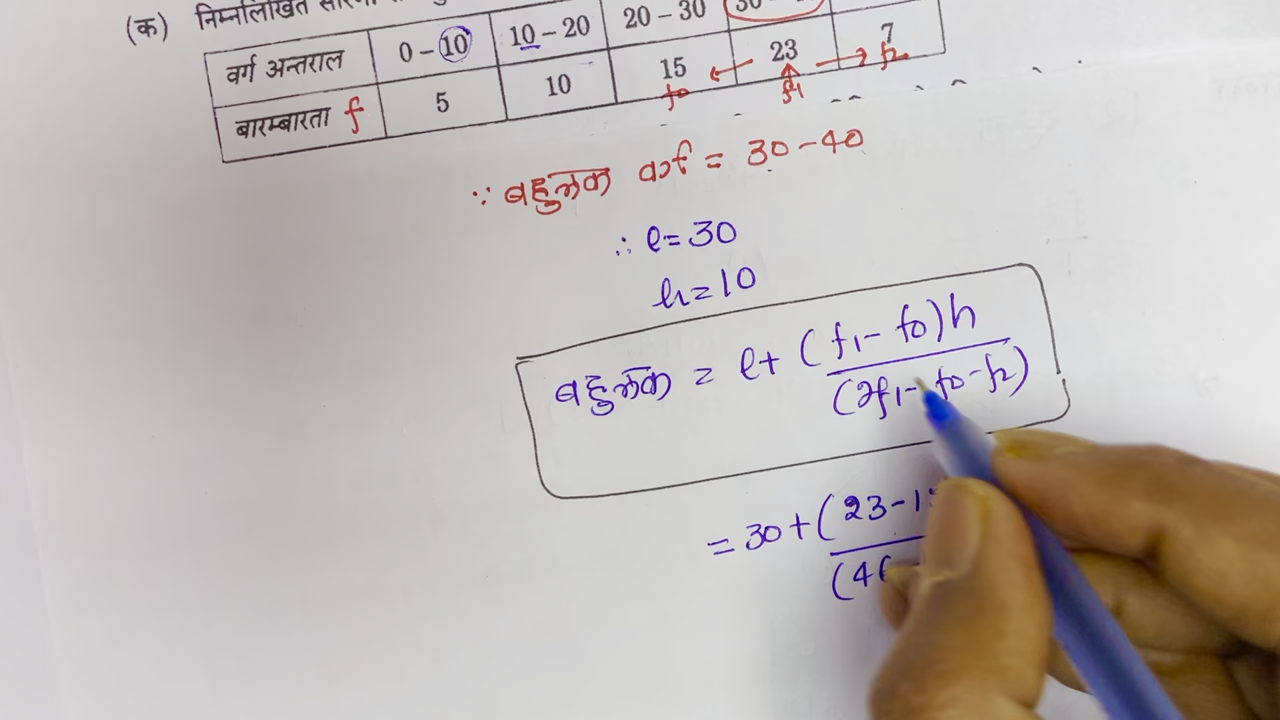 (क) निम्नलिखित
वर्ग अन्तराल 0 – 10 10 – 20 20 – 30
बारम्बारता f 5 10 15 23 7
f0 f1 f2
∵ बहुलक वर्ग = 30-40
∴ l=30
h=10
बहुलक = l+ (f1- f0)h
(2f1-f0-f2)
= 30+(23-1
(4